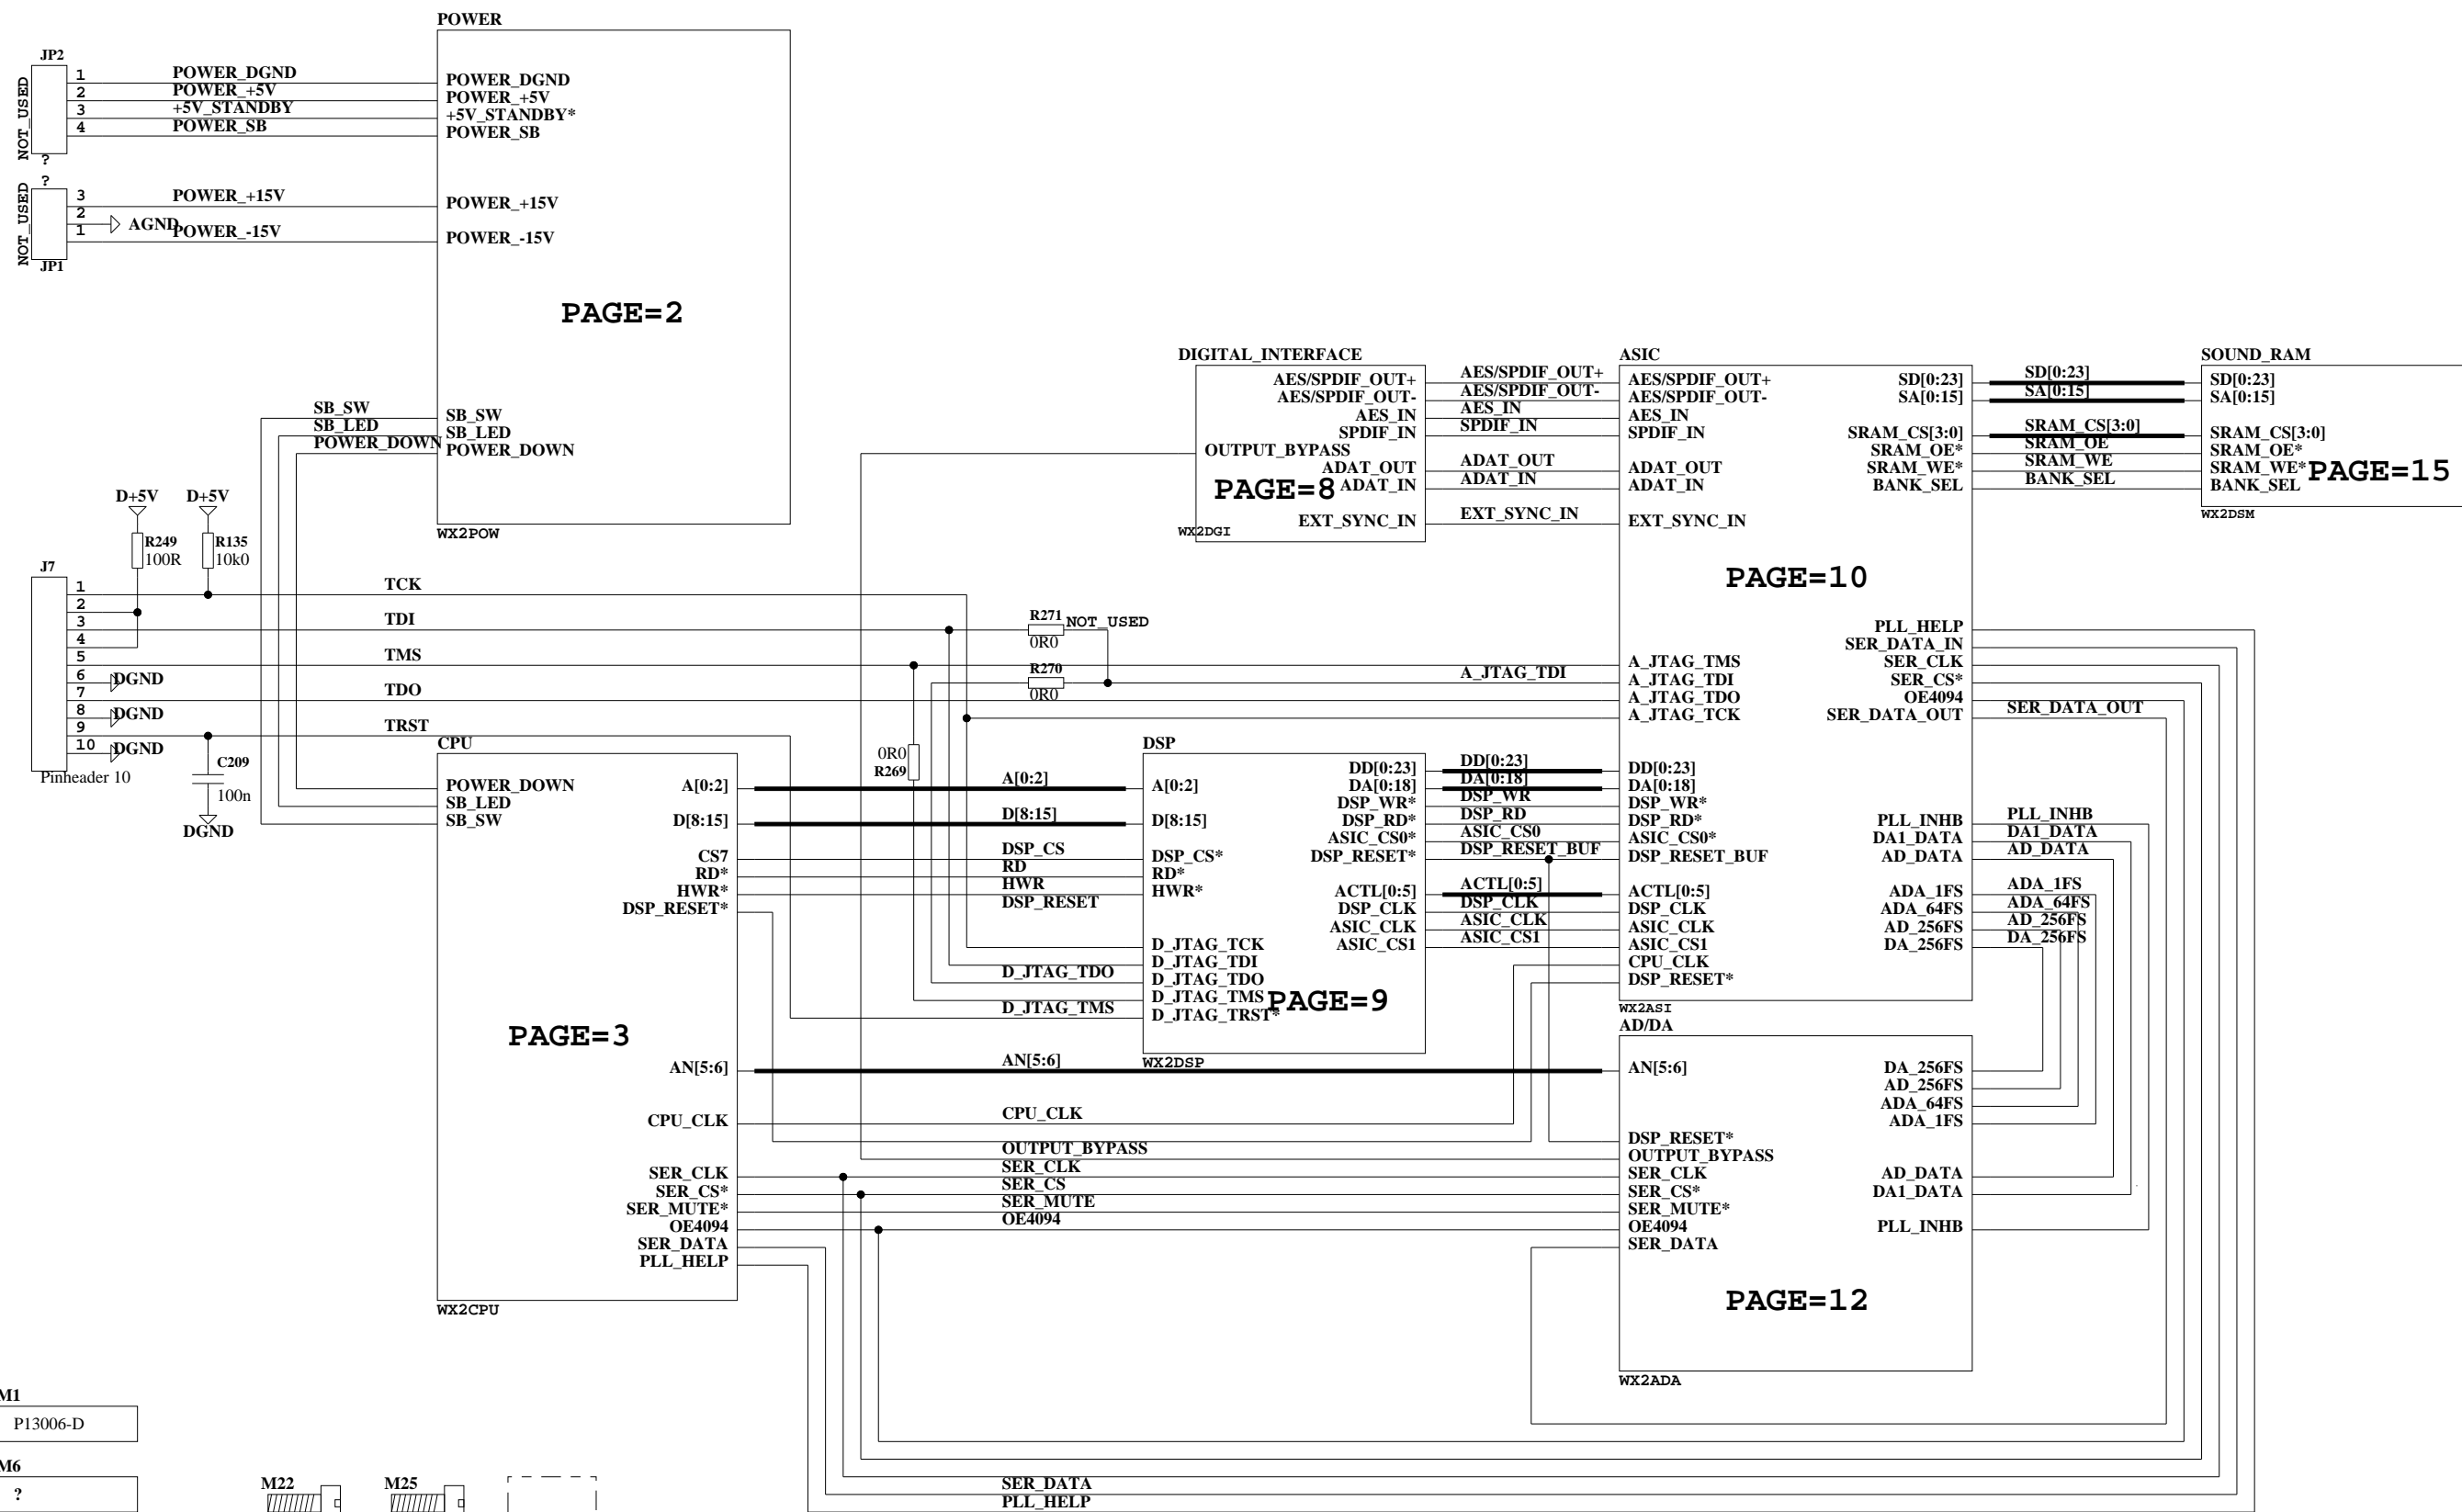 POWER
JP2
NOT_USED
?
1
2
3
4
POWER_DGND
POWER_+5V
+5V_STANDBY
POWER_SB
POWER_DGND
POWER_+5V
+5V_STANDBY*
POWER_SB
?
NOT_USED
3
2
1
JP1
POWER_+15V
AGND
POWER_-15V
POWER_+15V
POWER_-15V
PAGE=2
SB_SW
SB_LED
POWER_DOWN
SB_SW
SB_LED
POWER_DOWN
WX2POW
DIGITAL_INTERFACE
AES/SPDIF_OUT+
AES/SPDIF_OUT-
AES_IN
SPDIF_IN
OUTPUT_BYPASS
ADAT_OUT
PAGE=8
ADAT_IN
EXT_SYNC_IN
WX2DGI
AES/SPDIF_OUT+
AES/SPDIF_OUT-
AES_IN
SPDIF_IN
ADAT_OUT
ADAT_IN
EXT_SYNC_IN
ASIC
AES/SPDIF_OUT+
AES/SPDIF_OUT-
AES_IN
SPDIF_IN
ADAT_OUT
ADAT_IN
EXT_SYNC_IN
SD[0:23]
SA[0:15]
SRAM_CS[3:0]
SRAM_OE*
SRAM_WE*
BANK_SEL
SD[0:23]
SA[0:15]
SRAM_CS[3:0]
SRAM_OE
SRAM_WE
BANK_SEL
SOUND_RAM
SD[0:23]
SA[0:15]
SRAM_CS[3:0]
SRAM_OE*
SRAM_WE*
BANK_SEL
PAGE=15
WX2DSM
D+5V
D+5V
R249
100R
R135
10k0
J7
1
2
3
4
5
6
7
8
9
10
DGND
DGND
DGND
Pinheader 10
TCK
TDI
TMS
TDO
TRST
C209
100n
DGND
R271
NOT_USED
0R0
R270
0R0
0R0
R269
A_JTAG_TDI
PAGE=10
A_JTAG_TMS
A_JTAG_TDI
A_JTAG_TDO
A_JTAG_TCK
PLL_HELP
SER_DATA_IN
SER_CLK
SER_CS*
OE4094
SER_DATA_OUT
SER_DATA_OUT
CPU
POWER_DOWN
SB_LED
SB_SW
A[0:2]
D[8:15]
CS7
RD*
HWR*
DSP_RESET*
PAGE=3
AN[5:6]
CPU_CLK
SER_CLK
SER_CS*
SER_MUTE*
OE4094
SER_DATA
PLL_HELP
WX2CPU
A[0:2]
D[8:15]
DSP_CS
RD
HWR
DSP_RESET
D_JTAG_TDO
D_JTAG_TMS
AN[5:6]
CPU_CLK
OUTPUT_BYPASS
SER_CLK
SER_CS
SER_MUTE
OE4094
DSP
A[0:2]
D[8:15]
DSP_CS*
RD*
HWR*
D_JTAG_TCK
D_JTAG_TDI
D_JTAG_TDO
D_JTAG_TMS
D_JTAG_TRST*
DD[0:23]
DA[0:18]
DSP_WR*
DSP_RD*
ASIC_CS0*
DSP_RESET*
ACTL[0:5]
DSP_CLK
ASIC_CLK
ASIC_CS1
PAGE=9
WX2DSP
DD[0:23]
DA[0:18]
DSP_WR
DSP_RD
ASIC_CS0
DSP_RESET_BUF
ACTL[0:5]
DSP_CLK
ASIC_CLK
ASIC_CS1
DD[0:23]
DA[0:18]
DSP_WR*
DSP_RD*
ASIC_CS0*
DSP_RESET_BUF
ACTL[0:5]
DSP_CLK
ASIC_CLK
ASIC_CS1
CPU_CLK
DSP_RESET*
PLL_INHB
DA1_DATA
AD_DATA
ADA_1FS
ADA_64FS
AD_256FS
DA_256FS
PLL_INHB
DA1_DATA
AD_DATA
ADA_1FS
ADA_64FS
AD_256FS
DA_256FS
WX2ASI
AD/DA
AN[5:6]
DSP_RESET*
OUTPUT_BYPASS
SER_CLK
SER_CS*
SER_MUTE*
OE4094
SER_DATA
DA_256FS
AD_256FS
ADA_64FS
ADA_1FS
AD_DATA
DA1_DATA
PLL_INHB
PAGE=12
WX2ADA
M1
P13006-D
M6
?
M22
M25
SER_DATA
PLL_HELP